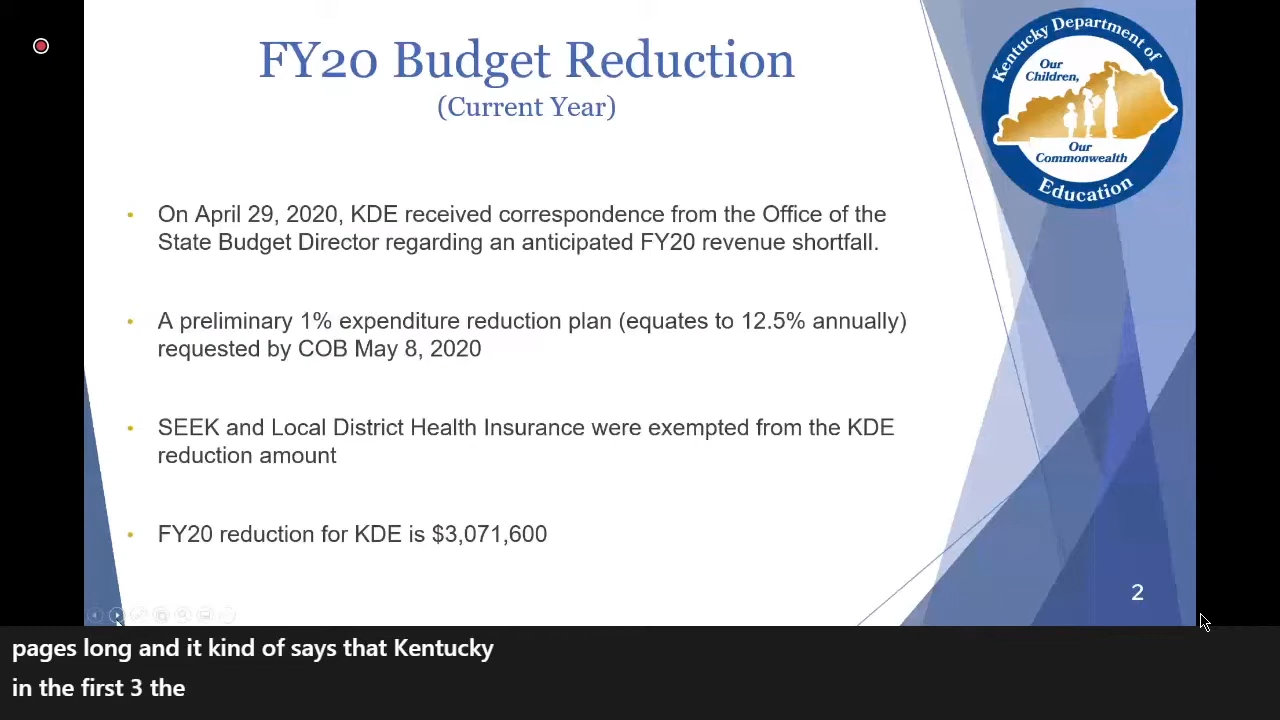 FY20 Budget Reduction
(Current Year)
Kentucky Department of
Our
Children,
Our
Commonwealth
Education
• On April 29, 2020, KDE received correspondence from the Office of the
State Budget Director regarding an anticipated FY20 revenue shortfall.
• A preliminary 1% expenditure reduction plan (equates to 12.5% annually)
requested by COB May 8, 2020
• SEEK and Local District Health Insurance were exempted from the KDE
reduction amount
• FY20 reduction for KDE is $3,071,600
2
pages long and it kind of says that Kentucky
in the first 3 the